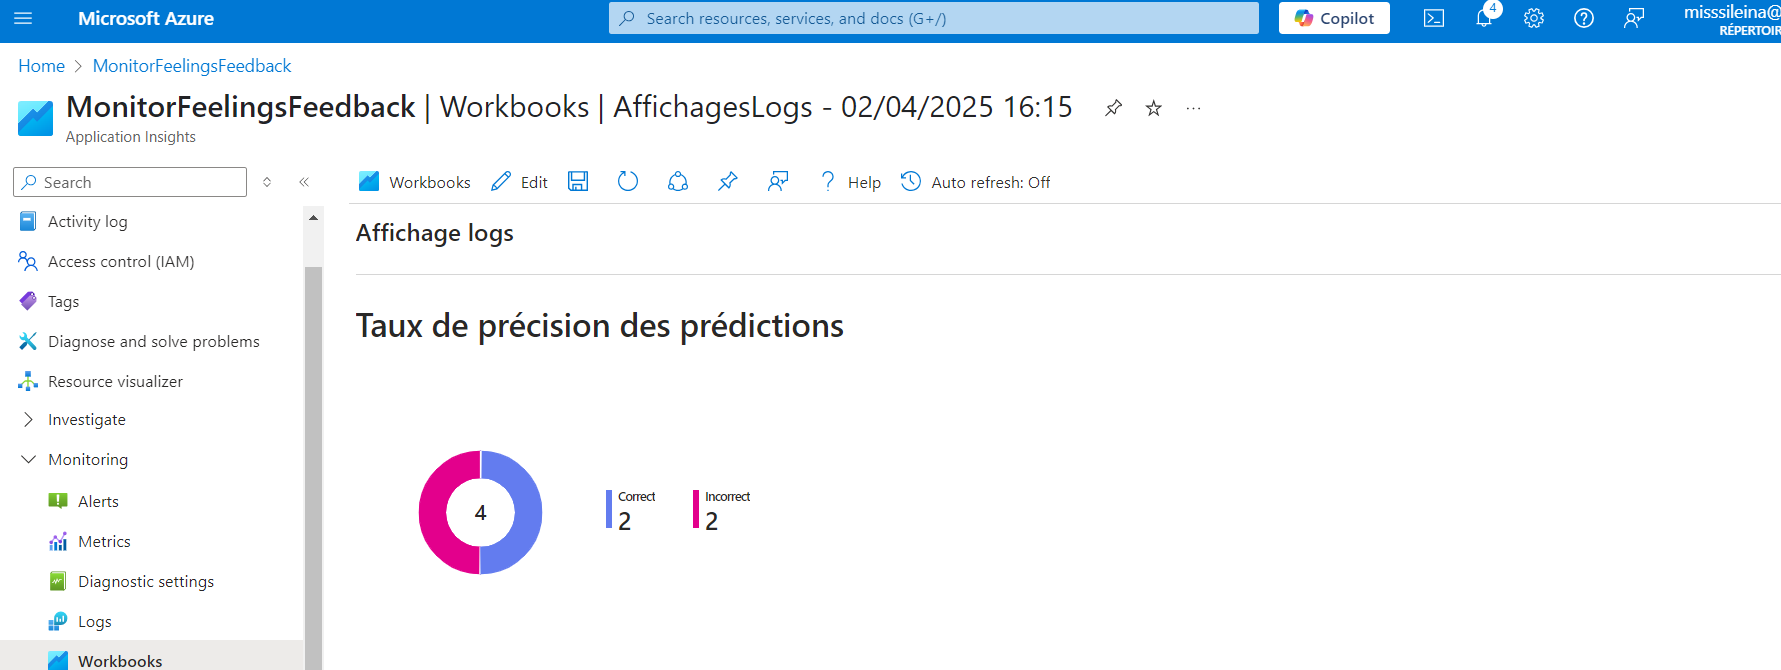 Microsoft Azure
Search resources, services, and docs (G+/)
Copilot
4
misssileina@
RÉPERTOIR
Home > MonitorFeelingsFeedback
MonitorFeelingsFeedback | Workbooks | AffichagesLogs - 02/04/2025 16:15
Application Insights
Search
Activity log
Access control (IAM)
Tags
Diagnose and solve problems
Resource visualizer
Investigate
Monitoring
Alerts
Metrics
Diagnostic settings
Logs
Workbooks
Workbooks Edit Help Auto refresh: Off
Affichage logs
Taux de précision des prédictions
4
Correct
2
Incorrect
2